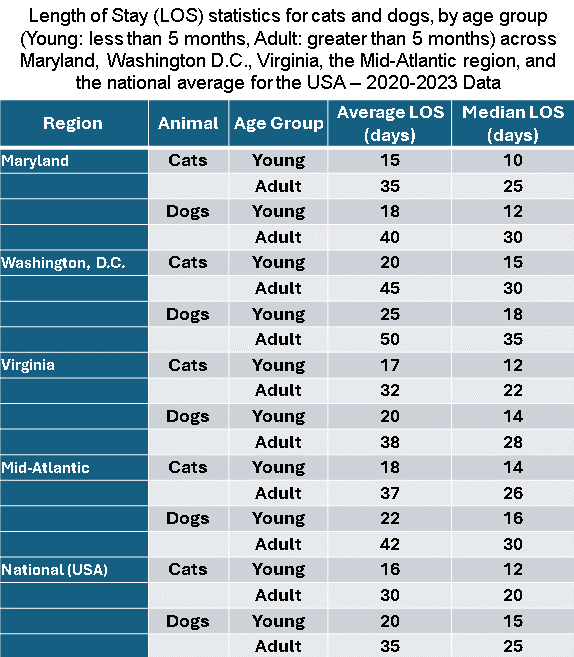 Length of Stay (LOS) statistics for cats and dogs, by age group
(Young: less than 5 months, Adult: greater than 5 months) across
Maryland, Washington D.C., Virginia, the Mid-Atlantic region, and
the national average for the USA – 2020-2023 Data
Region Animal Age Group Average LOS (days) Median LOS (days)
Maryland Cats Young 15 10
Adult 35 25
Dogs Young 18 12
Adult 40 30
Washington, D.C. Cats Young 20 15
Adult 45 30
Dogs Young 25 18
Adult 50 35
Virginia Cats Young 17 12
Adult 32 22
Dogs Young 20 14
Adult 38 28
Mid-Atlantic Cats Young 18 14
Adult 37 26
Dogs Young 22 16
Adult 42 30
National (USA) Cats Young 16 12
Adult 30 20
Dogs Young 20 15
Adult 35 25